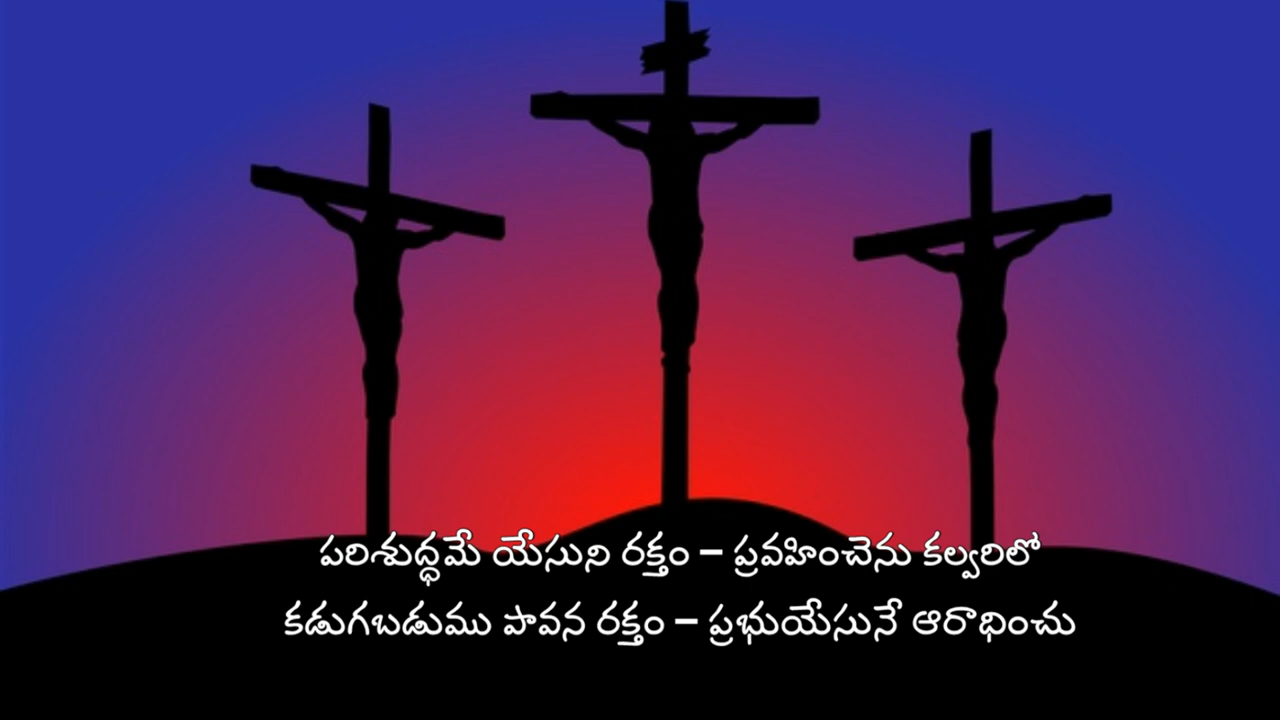 పరిశుద్ధమే యేసుని రక్తం – ప్రవహించెను కల్వరిలో
కడుగబడుము పావన రక్తం – ప్రభుయేసునే ఆరాధించు